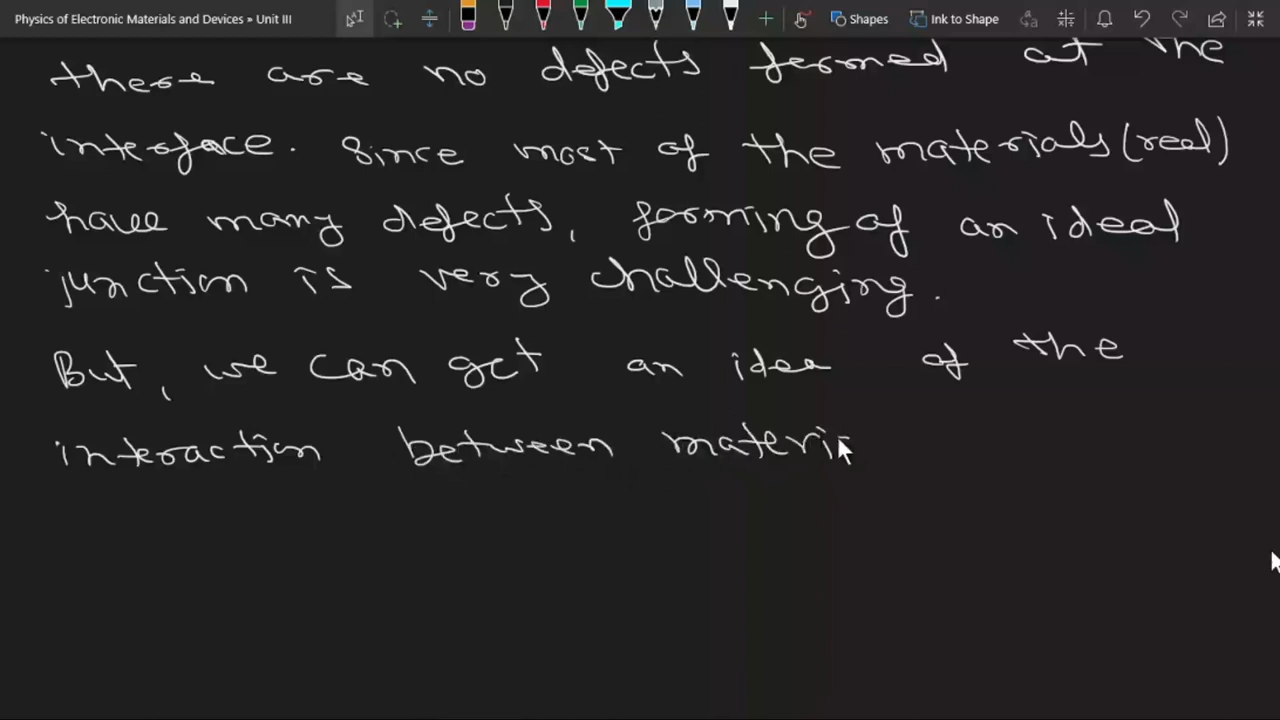 Physics of Electronic Materials and Devices » Unit III
Shapes
Ink to Shape
there are no defects formed at the
interface. Since most of the materials (real)
have many defects, forming of an ideal
junction is very challenging.
But, we can get an idea of the
interaction between materi